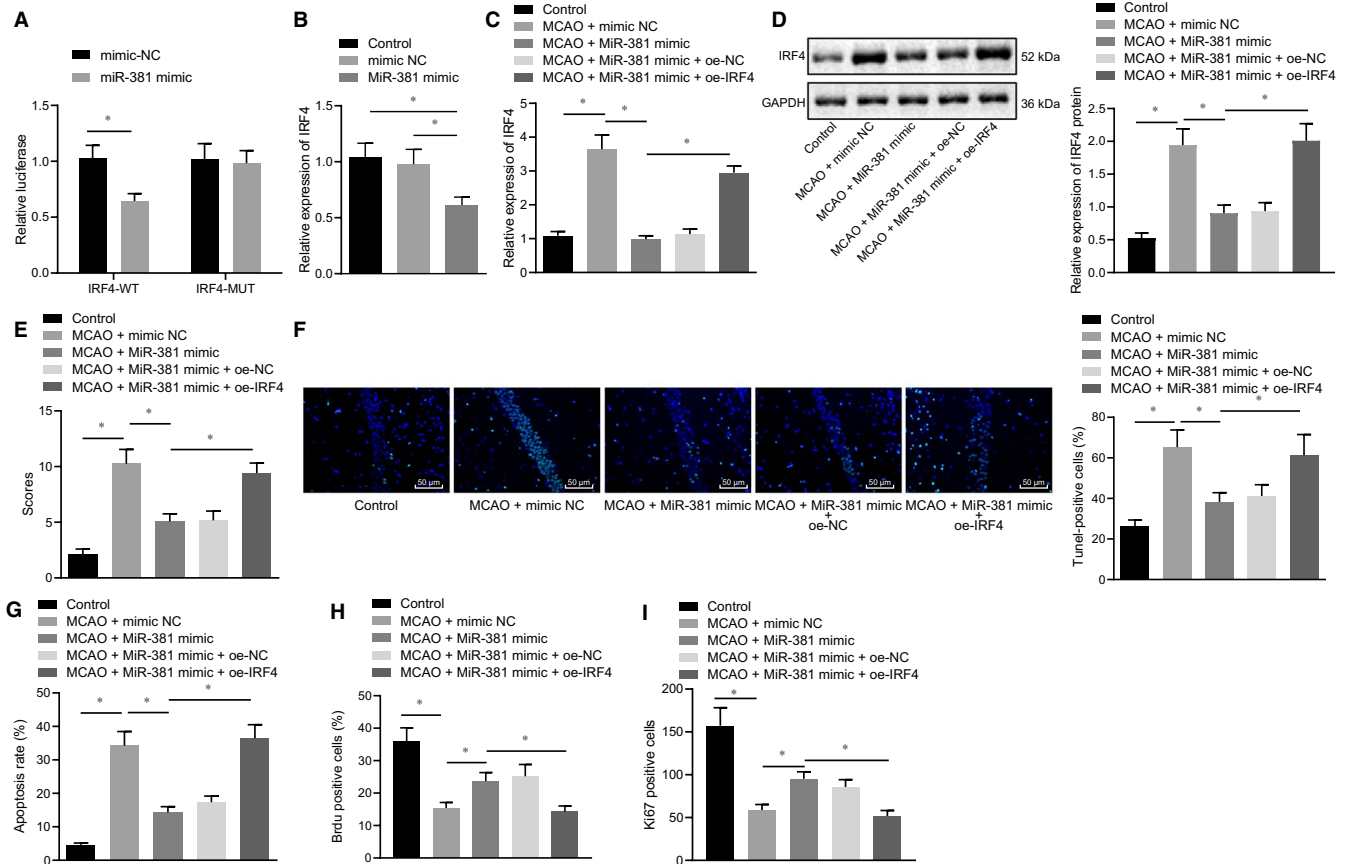 A
mimic-NC
miR-381 mimic
Relative luciferase
1.5
1.0
0.5
0.0
IRF4-WT
IRF4-MUT
*
B
Control
mimic NC
MiR-381 mimic
Relative expression of IRF4
1.5
1.0
0.5
0.0
*
*
C
Control
MCAO + mimic NC
MCAO + MiR-381 mimic
MCAO + MiR-381 mimic + oe-NC
MCAO + MiR-381 mimic + oe-IRF4
Relative expressio of IRF4
5
4
3
2
1
0
*
*
*
D
IRF4
52 kDa
GAPDH
36 kDa
Control
MCAO + mimic NC
MCAO + MiR-381 mimic
MCAO + MiR-381 mimic + oe-NC
MCAO + MiR-381 mimic + oe-IRF4
Control
MCAO + mimic NC
MCAO + MiR-381 mimic
MCAO + MiR-381 mimic + oe-NC
MCAO + MiR-381 mimic + oe-IRF4
Relative expression of IRF4 protein
2.5
2.0
1.5
1.0
0.5
0.0
*
*
*
E
Control
MCAO + mimic NC
MCAO + MiR-381 mimic
MCAO + MiR-381 mimic + oe-NC
MCAO + MiR-381 mimic + oe-IRF4
Scores
15
10
5
0
*
*
*
F
50 µm
50 µm
50 µm
50 µm
50 µm
Control
MCAO + mimic NC
MCAO + MiR-381 mimic
MCAO + MiR-381 mimic
+
oe-NC
MCAO + MiR-381 mimic
+
oe-IRF4
Control
MCAO + mimic NC
MCAO + MiR-381 mimic
MCAO + MiR-381 mimic + oe-NC
MCAO + MiR-381 mimic + oe-IRF4
Tunel-positive cells (%)
80
60
40
20
0
*
*
*
G
Control
MCAO + mimic NC
MCAO + MiR-381 mimic
MCAO + MiR-381 mimic + oe-NC
MCAO + MiR-381 mimic + oe-IRF4
Apoptosis rate (%)
50
40
30
20
10
0
*
*
*
H
Control
MCAO + mimic NC
MCAO + MiR-381 mimic
MCAO + MiR-381 mimic + oe-NC
MCAO + MiR-381 mimic + oe-IRF4
Brdu positive cells (%)
50
40
30
20
10
0
*
*
*
I
Control
MCAO + mimic NC
MCAO + MiR-381 mimic
MCAO + MiR-381 mimic + oe-NC
MCAO + MiR-381 mimic + oe-IRF4
Ki67 positive cells
200
150
100
50
0
*
*
*